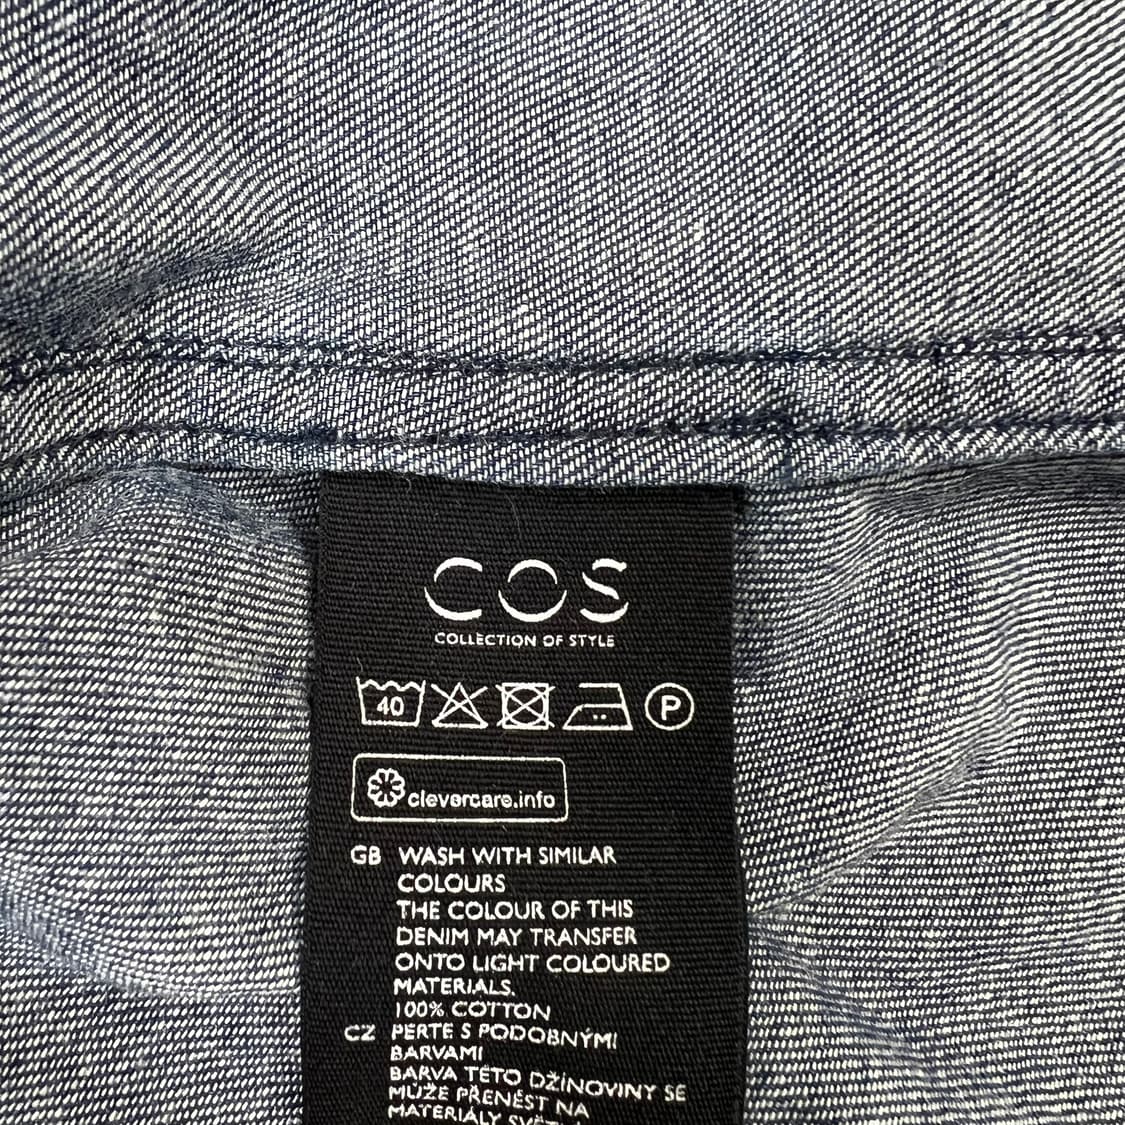 COS
COLLECTION OF STYLE
40 P
clevercare.info
GB WASH WITH SIMILAR
COLOURS
THE COLOUR OF THIS
DENIM MAY TRANSFER
ONTO LIGHT COLOURED
MATERIALS.
100% COTTON
CZ PERTE S PODOBNÝMI
BARVAMI
BARVA TÉTO DŽÍNOVINY SE
MŮŽE PŘENÉST NA
MATERIÁLY